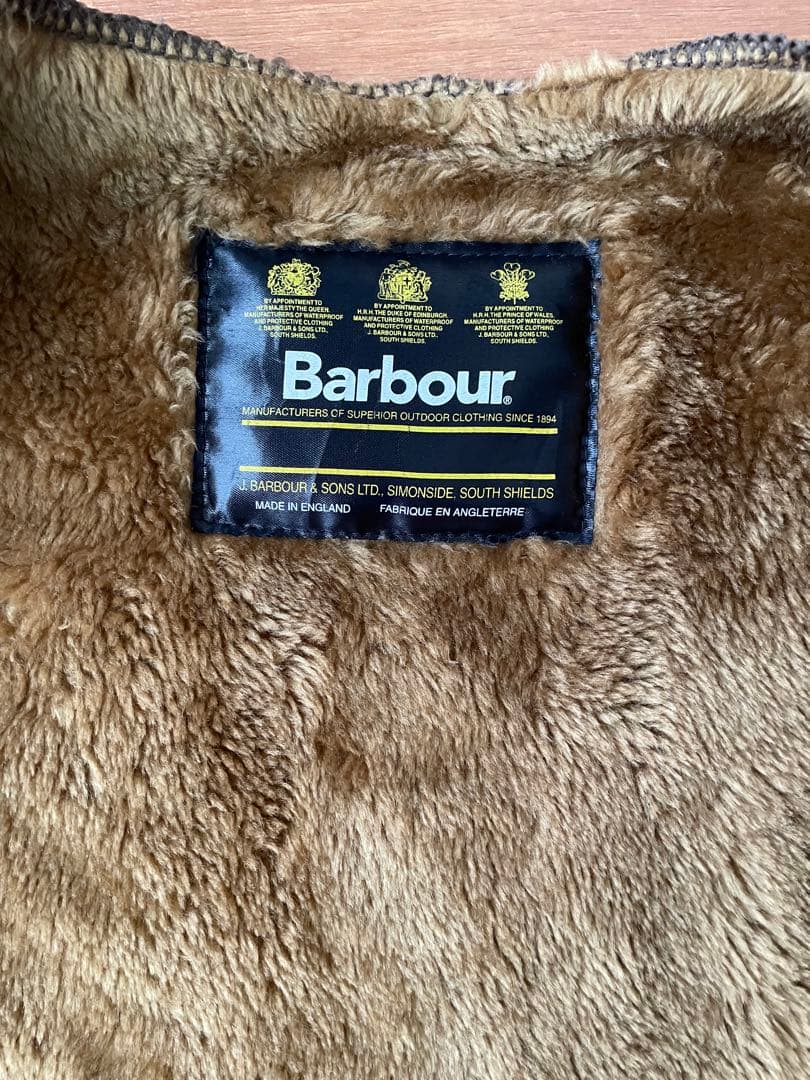 BY APPOINTMENT TO
HER MAJESTY THE QUEEN.
MANUFACTURERS OF WATERPROOF
AND PROTECTIVE CLOTHING
J. BARBOUR & SONS LTD.,
SOUTH SHIELDS.
BY APPOINTMENT TO
H.R.H. THE DUKE OF EDINBURGH.
MANUFACTURERS OF WATERPROOF
AND PROTECTIVE CLOTHING
J. BARBOUR & SONS LTD.,
SOUTH SHIELDS.
BY APPOINTMENT TO
H.R.H. THE PRINCE OF WALES.
MANUFACTURERS OF WATERPROOF
AND PROTECTIVE CLOTHING
J. BARBOUR & SONS LTD.,
SOUTH SHIELDS.
Barbour®
MANUFACTURERS OF SUPERIOR OUTDOOR CLOTHING SINCE 1894
J. BARBOUR & SONS LTD., SIMONSIDE, SOUTH SHIELDS
MADE IN ENGLAND FABRIQUE EN ANGLETERRE